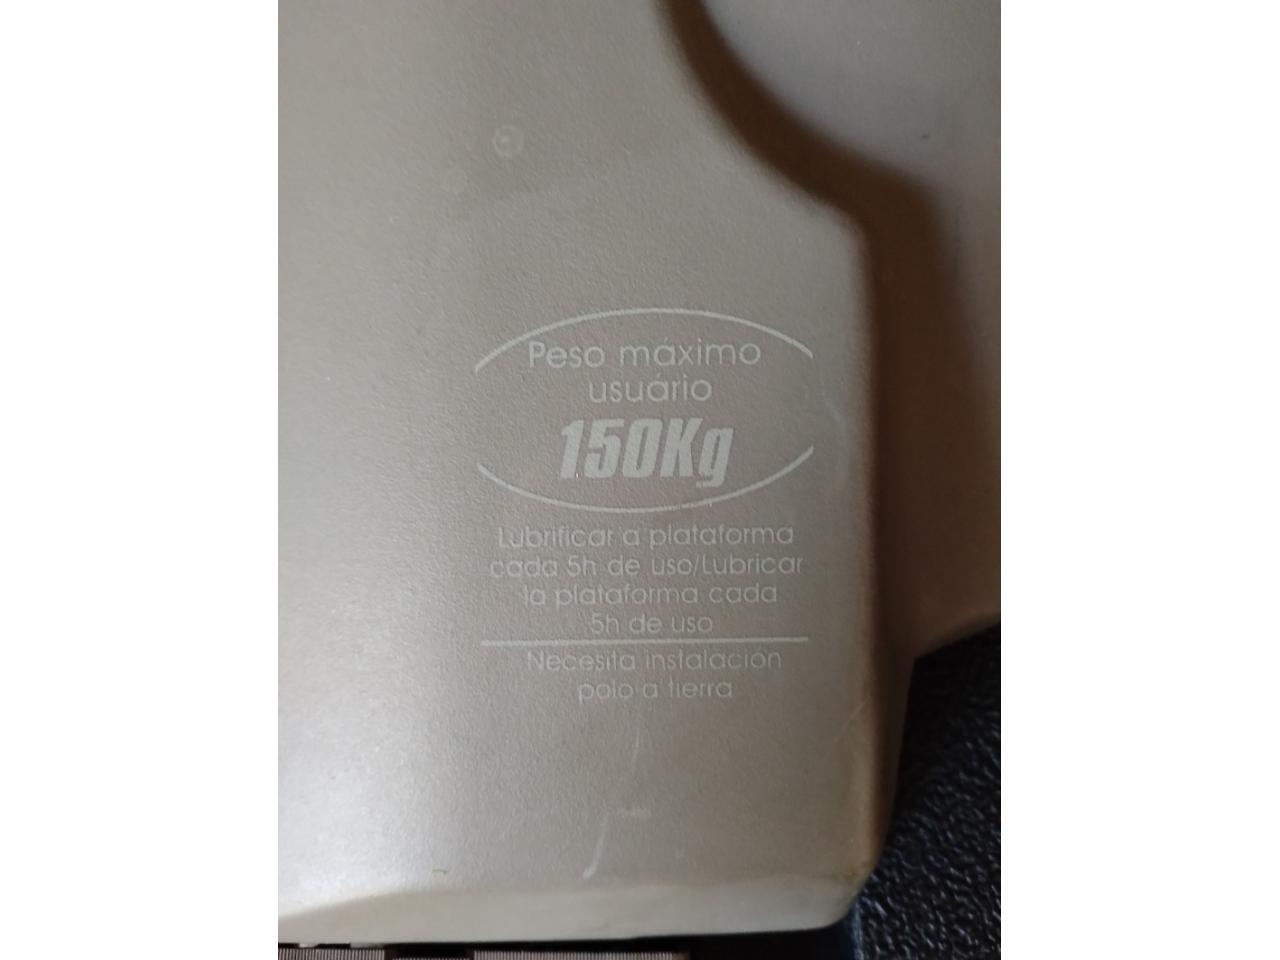 Peso máximo
usuário
150Kg
Lubrificar a plataforma
cada 5h de uso/Lubricar
la plataforma cada
5h de uso
Necesita instalación
polo a tierra